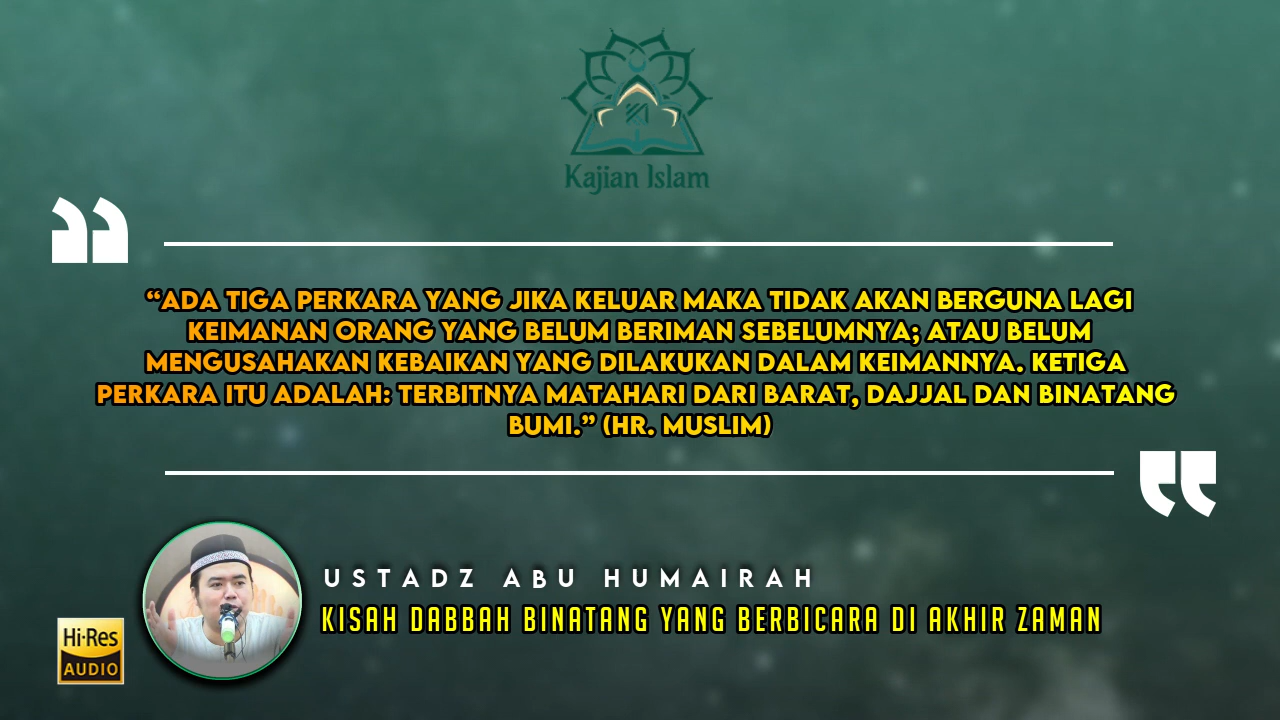 Kajian Islam
“ADA TIGA PERKARA YANG JIKA KELUAR MAKA TIDAK AKAN BERGUNA LAGI
KEIMANAN ORANG YANG BELUM BERIMAN SEBELUMNYA; ATAU BELUM
MENGUSAHAKAN KEBAIKAN YANG DILAKUKAN DALAM KEIMANNYA. KETIGA
PERKARA ITU ADALAH: TERBITNYA MATAHARI DARI BARAT, DAJJAL DAN BINATANG
BUMI.” (HR. MUSLIM)
USTADZ ABU HUMAIRAH
KISAH DABBAH BINATANG YANG BERBICARA DI AKHIR ZAMAN
Hi-Res
AUDIO